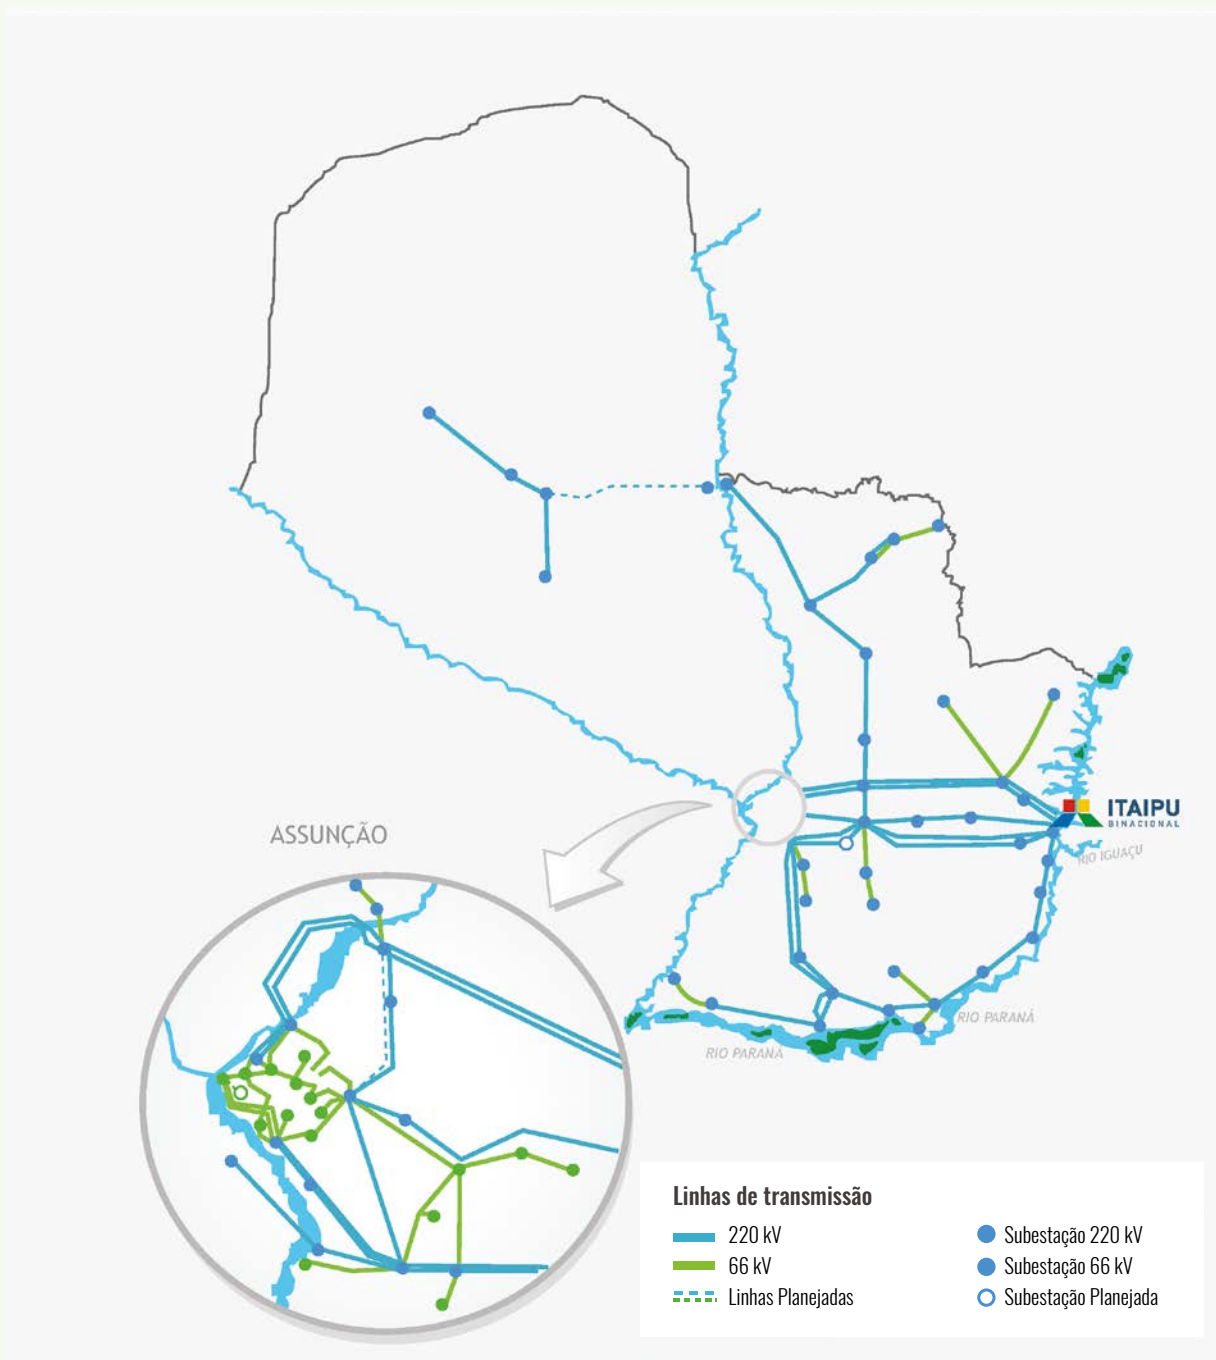 ITAIPU
BINACIONAL
RIO IGUAÇU
ASSUNÇÃO
RIO PARANÁ
RIO PARANÁ
Linhas de transmissão
220 kV
66 kV
Linhas Planejadas
Subestação 220 kV
Subestação 66 kV
Subestação Planejada